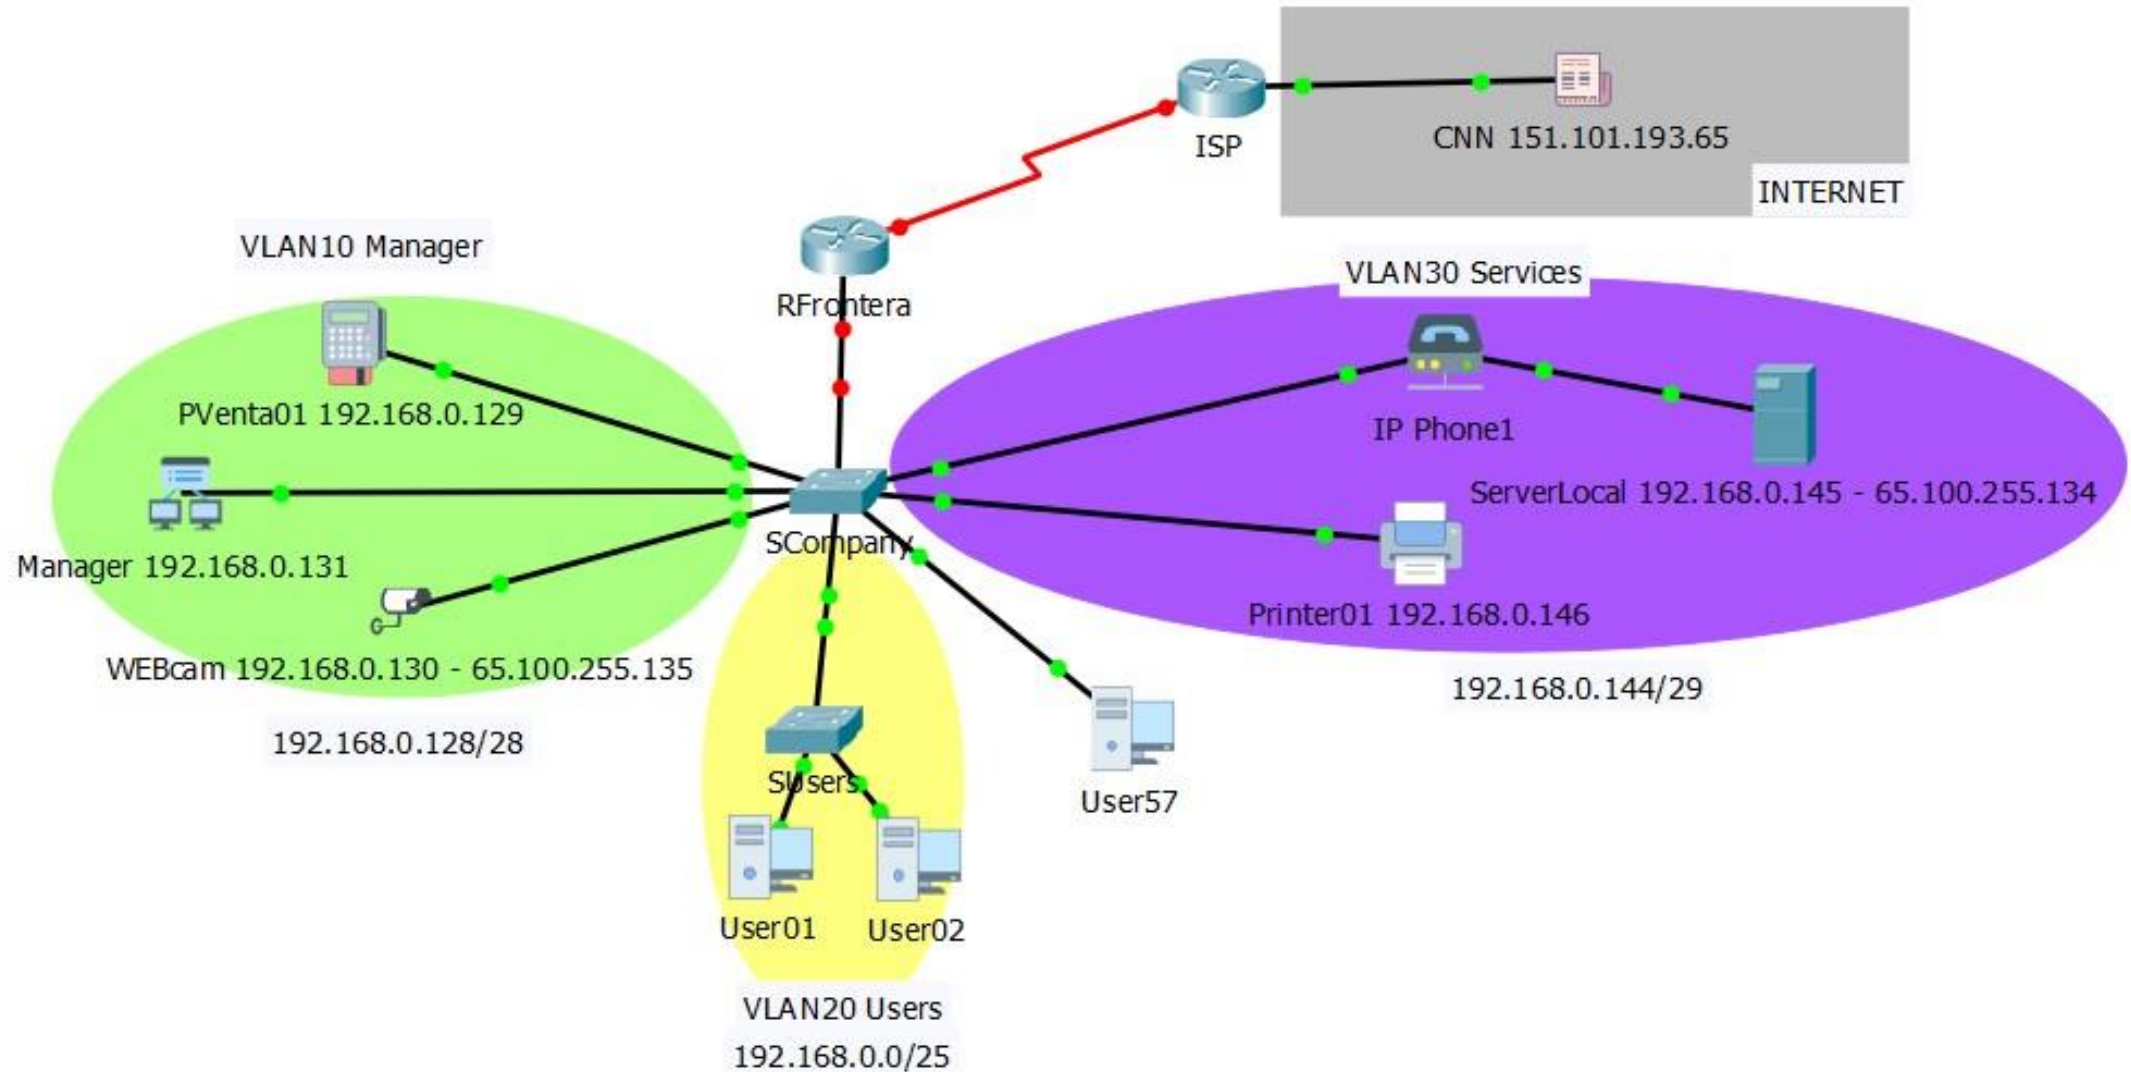 ISP
CNN 151.101.193.65
INTERNET
VLAN10 Manager
RFrontera
VLAN30 Services
PVenta01 192.168.0.129
IP Phone1
ServerLocal 192.168.0.145 - 65.100.255.134
Manager 192.168.0.131
SCompany
Printer01 192.168.0.146
WEBcam 192.168.0.130 - 65.100.255.135
192.168.0.144/29
192.168.0.128/28
SUsers
User57
User01
User02
VLAN20 Users
192.168.0.0/25